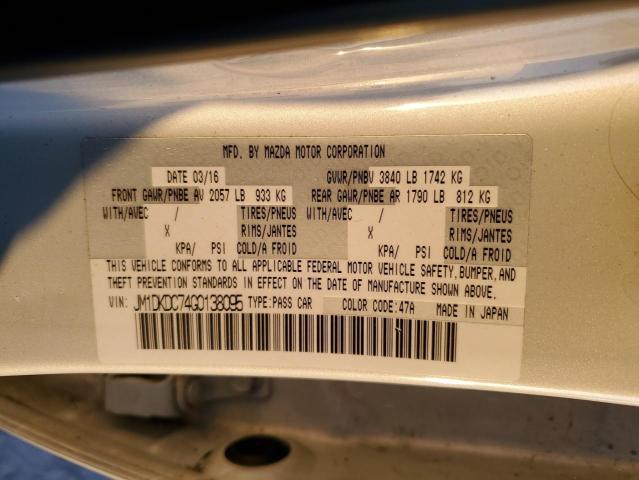 MFD. BY MAZDA MOTOR CORPORATION
DATE 03/16 GVWR/PNBV 3840 LB 1742 KG
FRONT GAWR/PNBE AV 2057 LB 933 KG REAR GAWR/PNBE AR 1790 LB 812 KG
WITH/AVEC / TIRES/PNEUS WITH/AVEC / TIRES/PNEUS
X RIMS/JANTES X RIMS/JANTES
KPA/ PSI COLD/A FROID KPA/ PSI COLD/A FROID
THIS VEHICLE CONFORMS TO ALL APPLICABLE FEDERAL MOTOR VEHICLE SAFETY, BUMPER, AND
THEFT PREVENTION STANDARDS IN EFFECT ON THE DATE OF MANUFACTURE SHOWN ABOVE.
VIN: JM1DKDC74G0138095 TYPE:PASS CAR COLOR CODE:47A MADE IN JAPAN